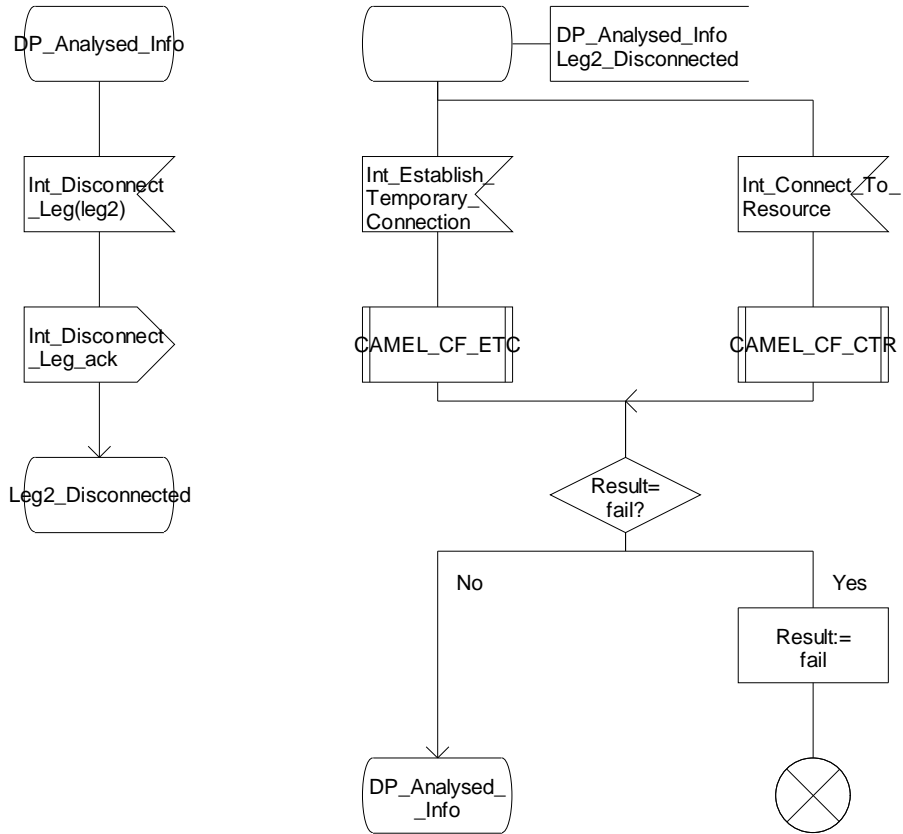 DP_Analysed_Info
Int_Disconnect
_Leg(leg2)
Int_Disconnect
_Leg_ack
Leg2_Disconnected
DP_Analysed_Info
Leg2_Disconnected
Int_Establish_
Temporary_
Connection
Int_Connect_To_
Resource
CAMEL_CF_ETC
CAMEL_CF_CTR
Result=
fail?
No
Yes
Result:=
fail
DP_Analysed_
_Info